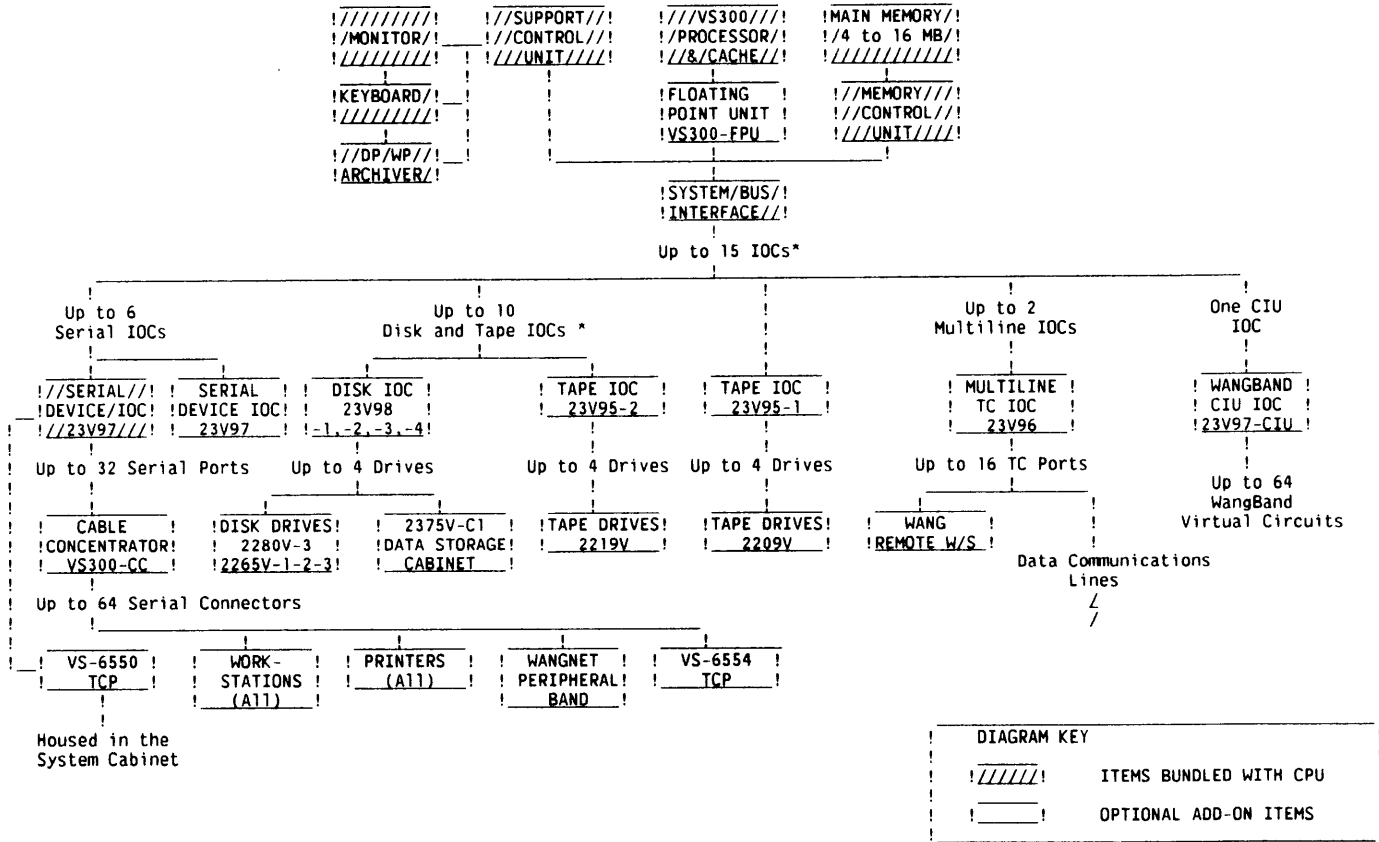 !/////////! !//SUPPORT//! !///VS300///! !MAIN MEMORY/!
!/MONITOR/! !//CONTROL//! !/PROCESSOR/! !/4 to 16 MB/!
!/////////! !///UNIT////! !//&/CACHE//! !////////////!
!KEYBOARD/! !FLOATING ! !//MEMORY///!
!/////////! !POINT UNIT ! !//CONTROL//!
!VS300-FPU ! !///UNIT////!
!//DP/WP//!
!ARCHIVER/!
!SYSTEM/BUS/!
!INTERFACE//!
Up to 15 IOCs*
Up to 6 Up to 10 Up to 2 One CIU
Serial IOCs Disk and Tape IOCs * Multiline IOCs IOC
!//SERIAL//! ! SERIAL ! ! DISK IOC ! ! TAPE IOC ! ! TAPE IOC ! ! MULTILINE ! ! WANGBAND !
!DEVICE/IOC! !DEVICE IOC! ! 23V98 ! ! 23V95-2 ! ! 23V95-1 ! ! TC IOC ! ! CIU IOC !
!//23V97///! ! 23V97 ! !-1,-2,-3,-4! ! 23V96 ! !23V97-CIU !
Up to 32 Serial Ports Up to 4 Drives Up to 4 Drives Up to 4 Drives Up to 16 TC Ports
Up to 64
WangBand
Virtual Circuits
! CABLE ! !DISK DRIVES! ! 2375V-C1 ! !TAPE DRIVES! !TAPE DRIVES! ! WANG !
!CONCENTRATOR! ! 2280V-3 ! !DATA STORAGE! ! 2219V ! ! 2209V ! !REMOTE W/S !
! VS300-CC ! !2265V-1-2-3! ! CABINET !
Data Communications
Lines
Up to 64 Serial Connectors
! VS-6550 ! ! WORK- ! ! PRINTERS ! ! WANGNET ! ! VS-6554 !
! TCP ! ! STATIONS ! ! (All) ! ! PERIPHERAL! ! TCP !
! (All) ! ! BAND !
Housed in the
System Cabinet
DIAGRAM KEY
!//////! ITEMS BUNDLED WITH CPU
!______! OPTIONAL ADD-ON ITEMS